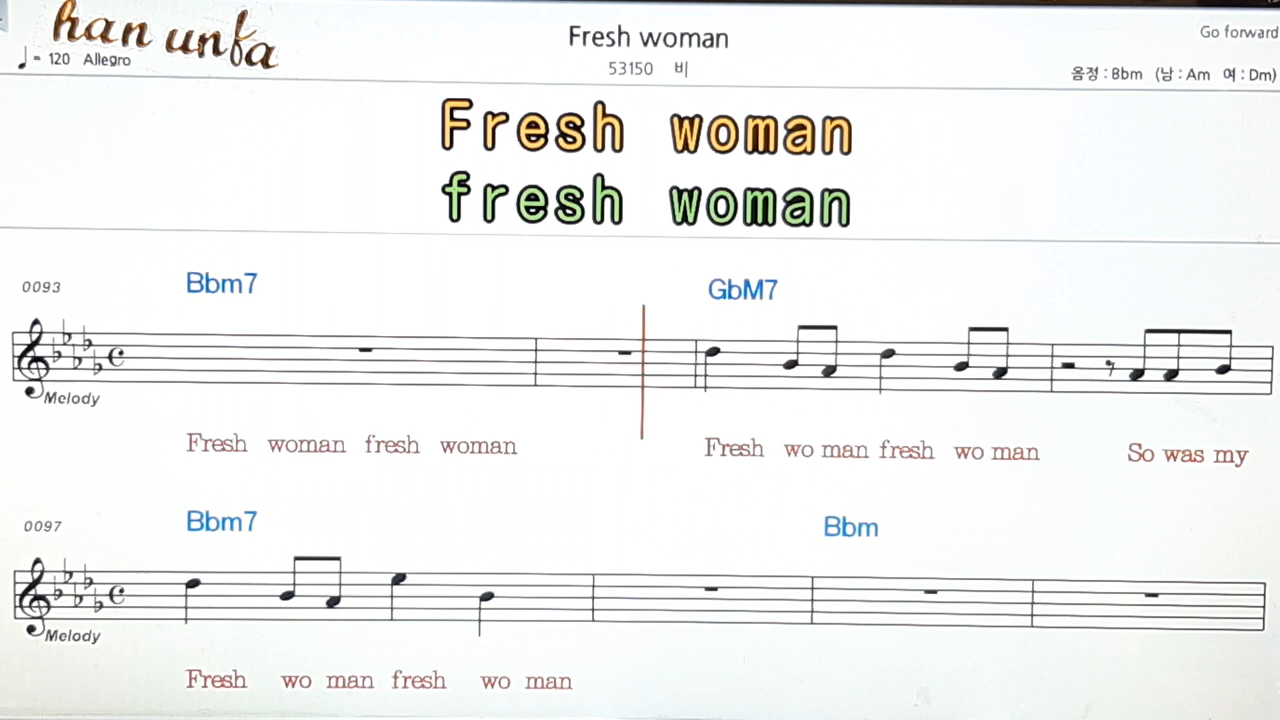 han unfa
Fresh woman
Go forward
♩ = 120 Allegro
53150 비
음정 : Bbm (남 : Am 여 : Dm)
Fresh woman
fresh woman
0093
Bbm7
GbM7
Melody
Fresh woman fresh woman
Fresh wo man fresh wo man So was my
0097
Bbm7
Bbm
Melody
Fresh wo man fresh wo man